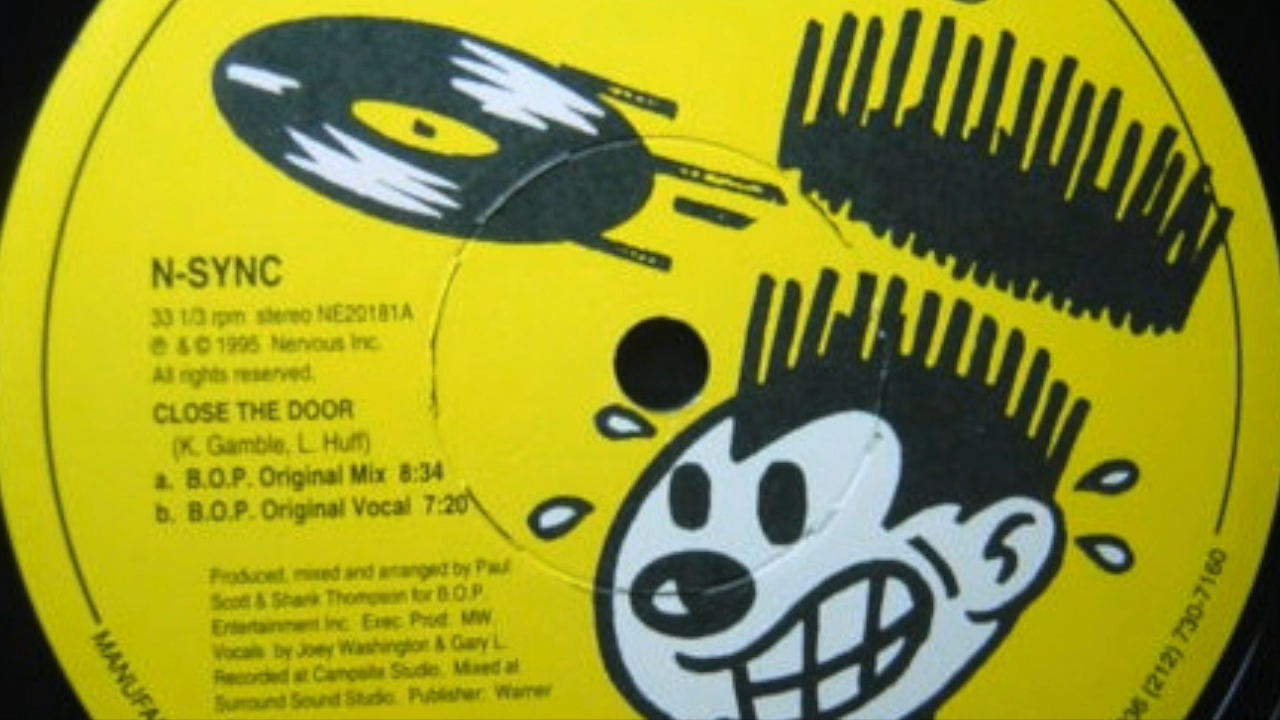 N-SYNC
33 1/3 rpm stereo NE20181A
℗ & © 1995 Nervous Inc.
All rights reserved.
CLOSE THE DOOR
(K. Gamble, L. Huff)
a. B.O.P. Original Mix 8:34
b. B.O.P. Original Vocal 7:20
Produced, mixed and arranged by Paul
Scott & Shank Thompson for B.O.P.
Entertainment Inc. Exec. Prod. MW.
Vocals by Joey Washington & Gary L.
Recorded at Campsite Studio. Mixed at
Surround Sound Studio. Publisher: Warner
MANUFA
36 (212) 730-7160